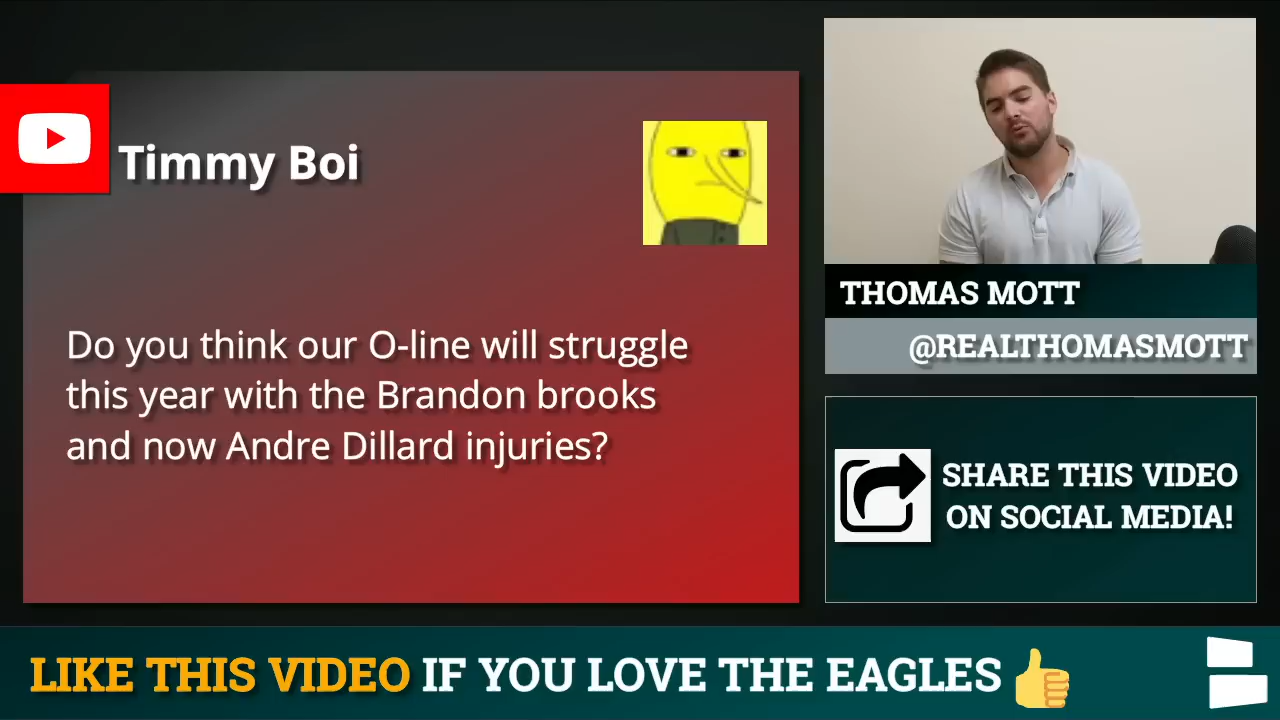 Timmy Boi
Do you think our O-line will struggle
this year with the Brandon brooks
and now Andre Dillard injuries?
THOMAS MOTT
@REALTHOMASMOTT
SHARE THIS VIDEO
ON SOCIAL MEDIA!
LIKE THIS VIDEO IF YOU LOVE THE EAGLES